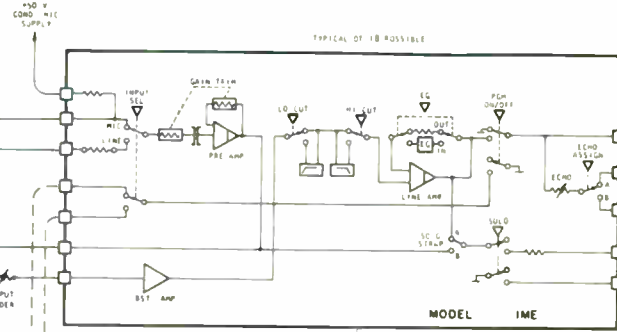 +50 V
COND MIC
SUPPLY
TYPICAL OF 18 POSSIBLE
INPUT
SEL
GAIN TRIM
MIC
LINE
PRE AMP
LO CUT
HI CUT
EQ
OUT
EQ
IN
LINE AMP
PGM
ON/OFF
ECHO
ASSIGN
ECHO
A
B
SOLO
STRAP
A
B
BST AMP
MODEL IME